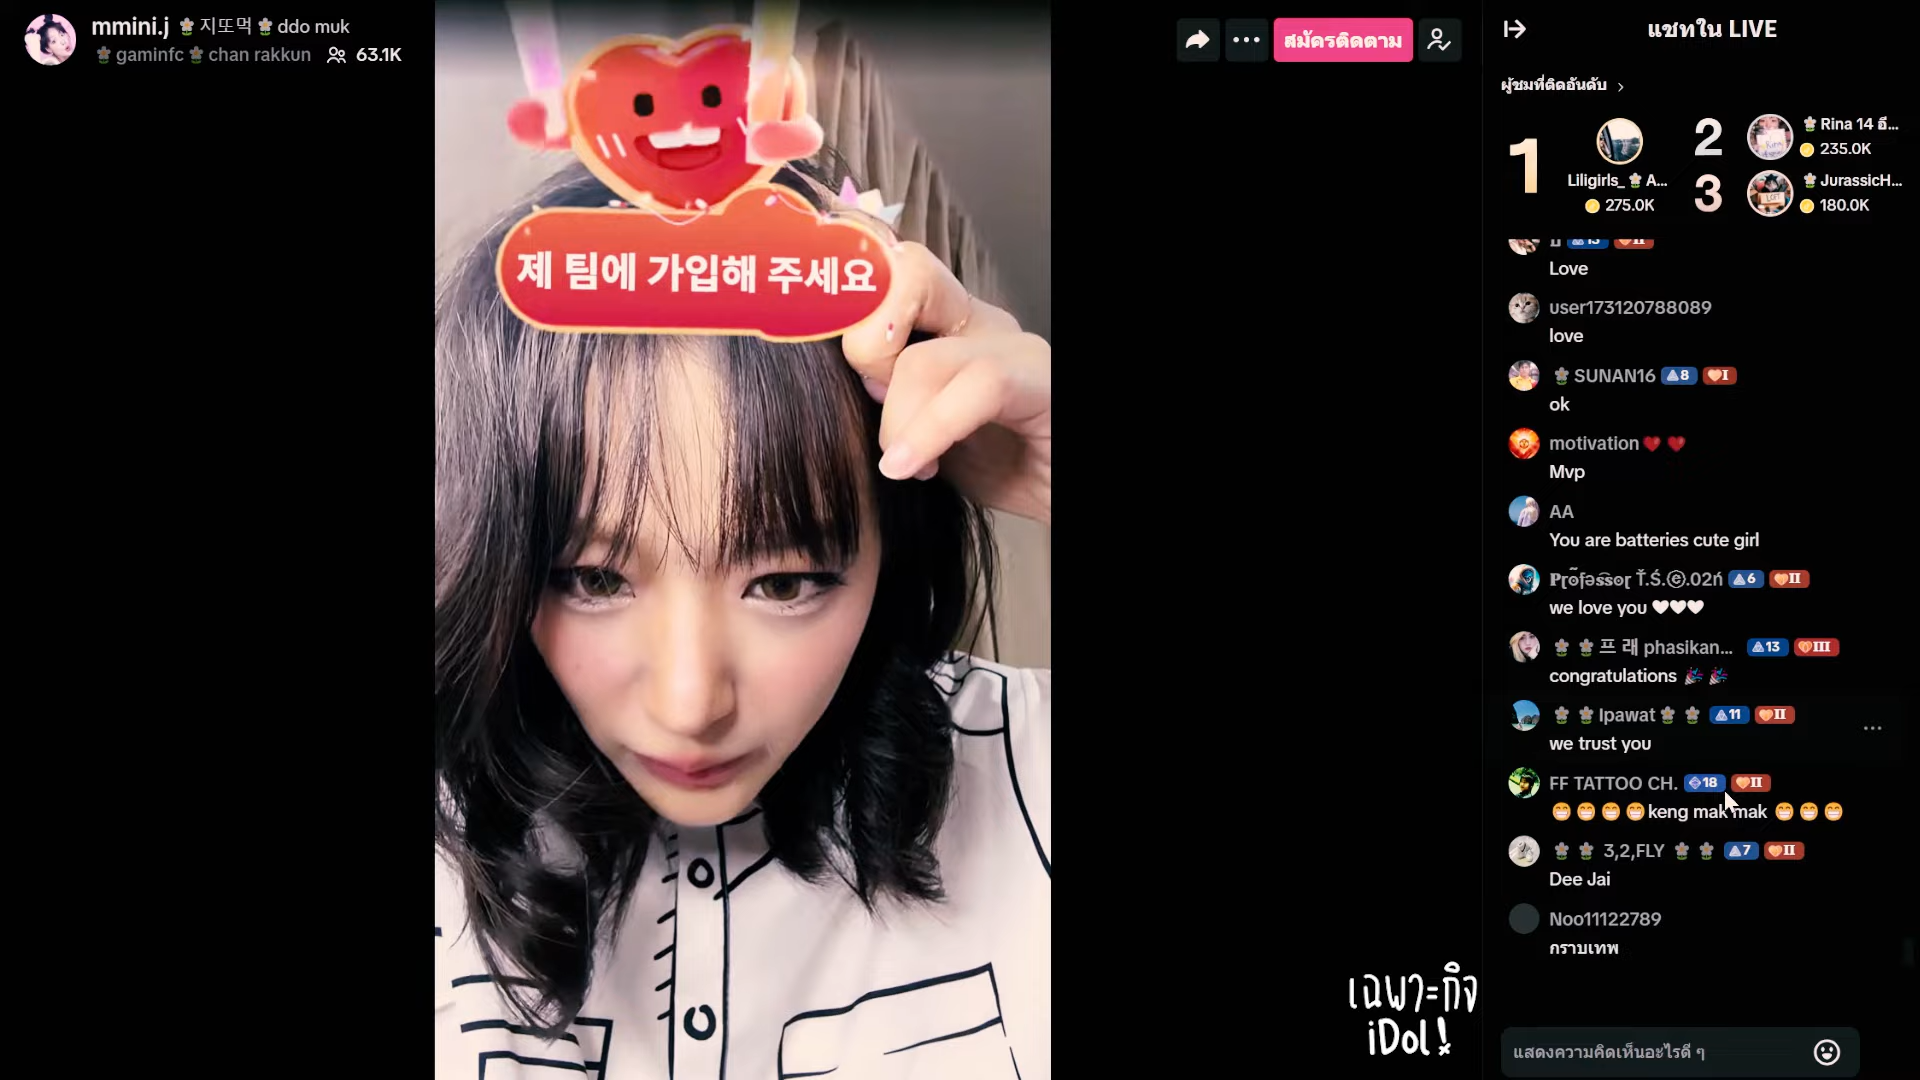 mmini.j 지또먹 ddo muk
gaminfc chan rakkun 63.1K
สมัครติดตาม
제 팀에 가입해 주세요
เฉพาะกิจ
iDol!
แชทใน LIVE
ผู้ชมที่ติดอันดับ
1
Liligirls_ A...
275.0K
2
Rina 14 อี...
235.0K
3
JurassicH...
180.0K
Love
user173120788089
love
SUNAN16 8 I
ok
motivation
Mvp
AA
You are batteries cute girl
6 II
we love you
프 래 phasikan... 13 III
congratulations
Ipawat 11 II
we trust you
FF TATTOO CH. 18 II
keng mak mak
3,2,FLY 7 II
Dee Jai
Noo11122789
กราบเทพ
แสดงความคิดเห็นอะไรดี ๆ